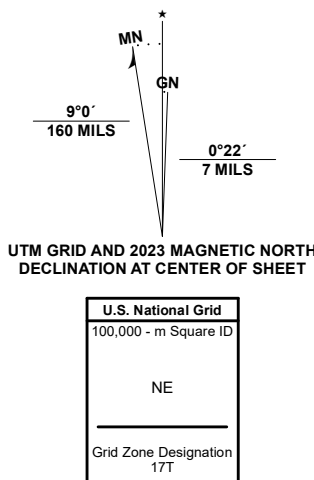 ★
MN
GN
9°0´
160 MILS
0°22´
7 MILS
UTM GRID AND 2023 MAGNETIC NORTH
DECLINATION AT CENTER OF SHEET
U.S. National Grid
100,000 - m Square ID
NE
Grid Zone Designation
17T